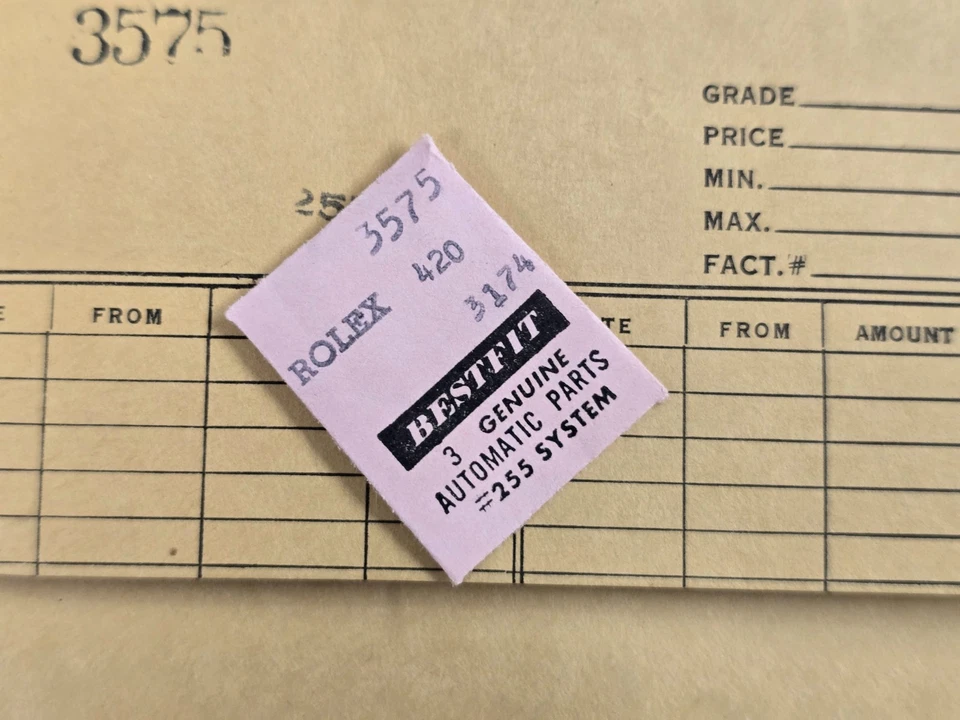 3575
GRADE
PRICE
MIN.
MAX.
FACT.#
FROM
FROM
AMOUNT
3575
420
3174
ROLEX
BESTFIT
3 GENUINE
AUTOMATIC PARTS
#255 SYSTEM